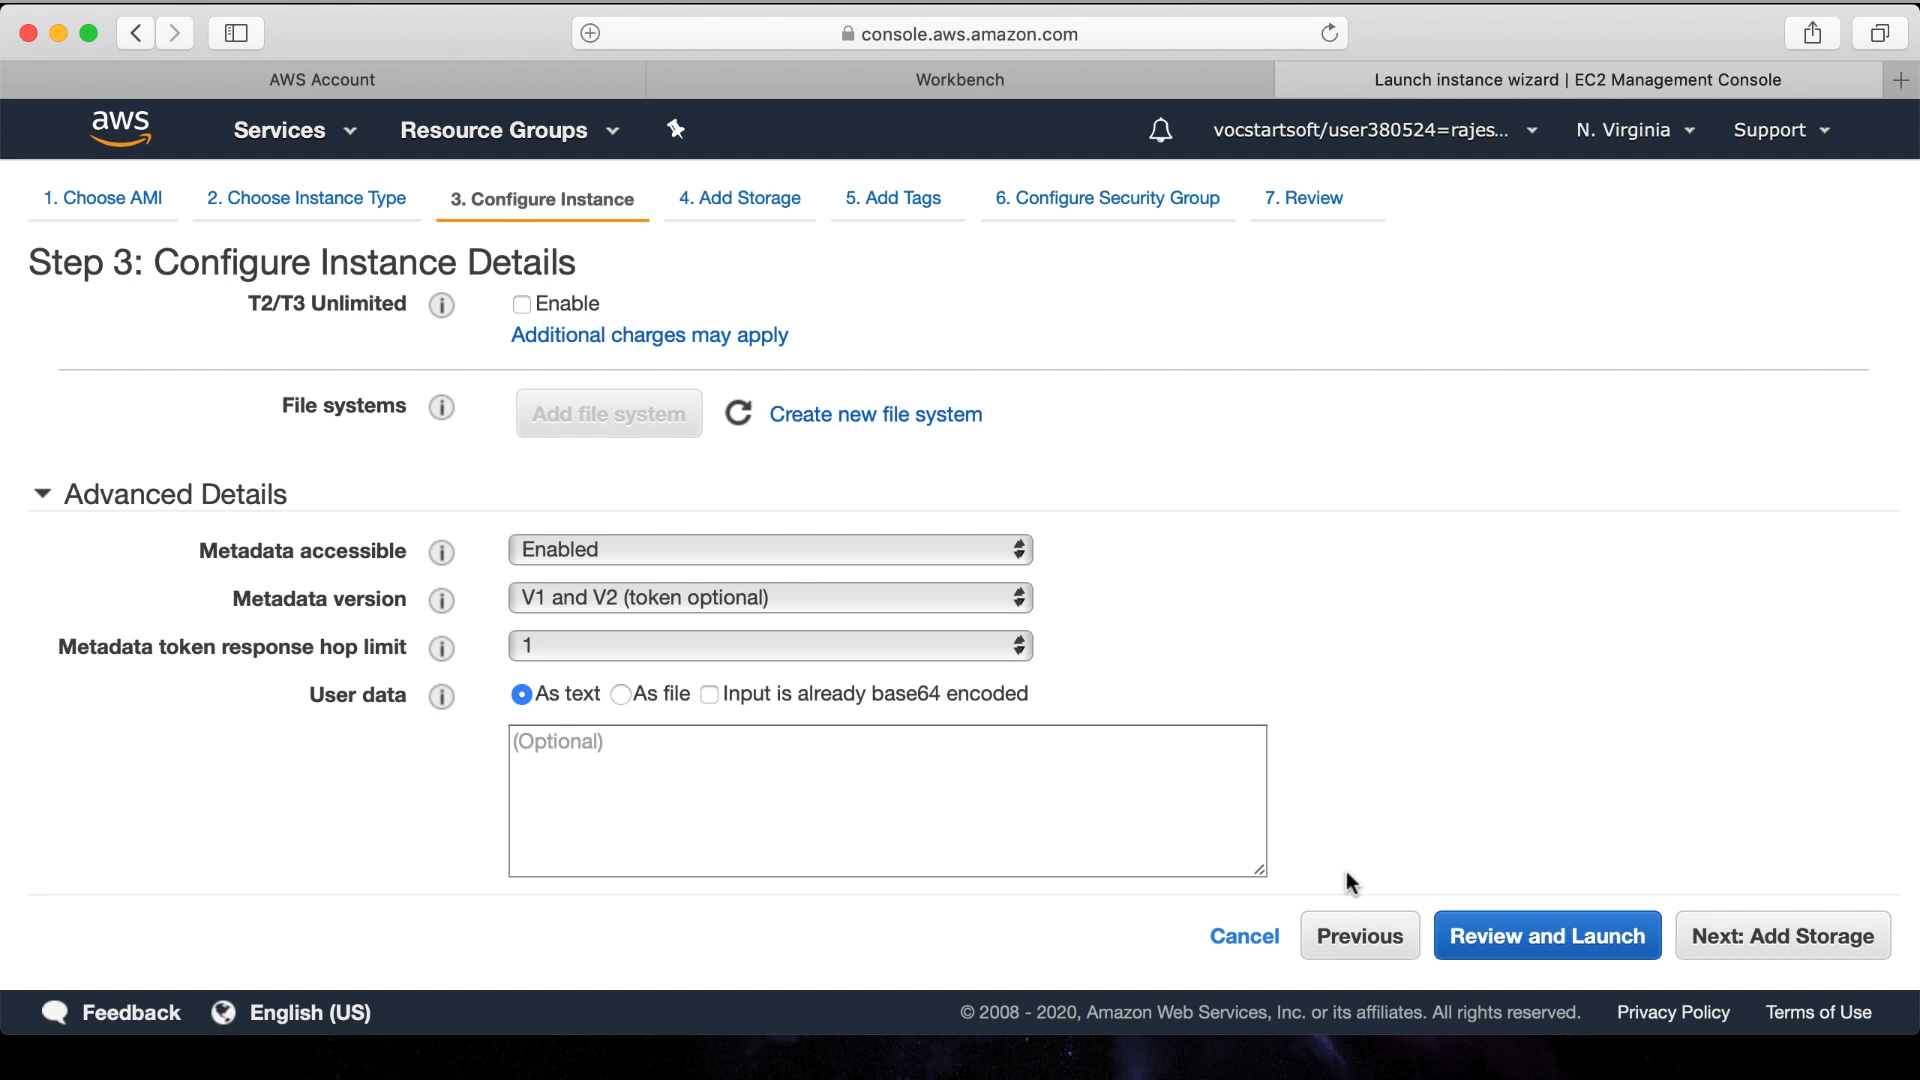 console.aws.amazon.com
AWS Account
Workbench
Launch instance wizard | EC2 Management Console
aws
Services
Resource Groups
vocstartsoft/user380524=rajes...
N. Virginia
Support
1. Choose AMI
2. Choose Instance Type
3. Configure Instance
4. Add Storage
5. Add Tags
6. Configure Security Group
7. Review
Step 3: Configure Instance Details
T2/T3 Unlimited
Enable
Additional charges may apply
File systems
Add file system
Create new file system
Advanced Details
Metadata accessible
Enabled
Metadata version
V1 and V2 (token optional)
Metadata token response hop limit
1
User data
As text
As file
Input is already base64 encoded
(Optional)
Cancel
Previous
Review and Launch
Next: Add Storage
Feedback
English (US)
© 2008 - 2020, Amazon Web Services, Inc. or its affiliates. All rights reserved.
Privacy Policy
Terms of Use